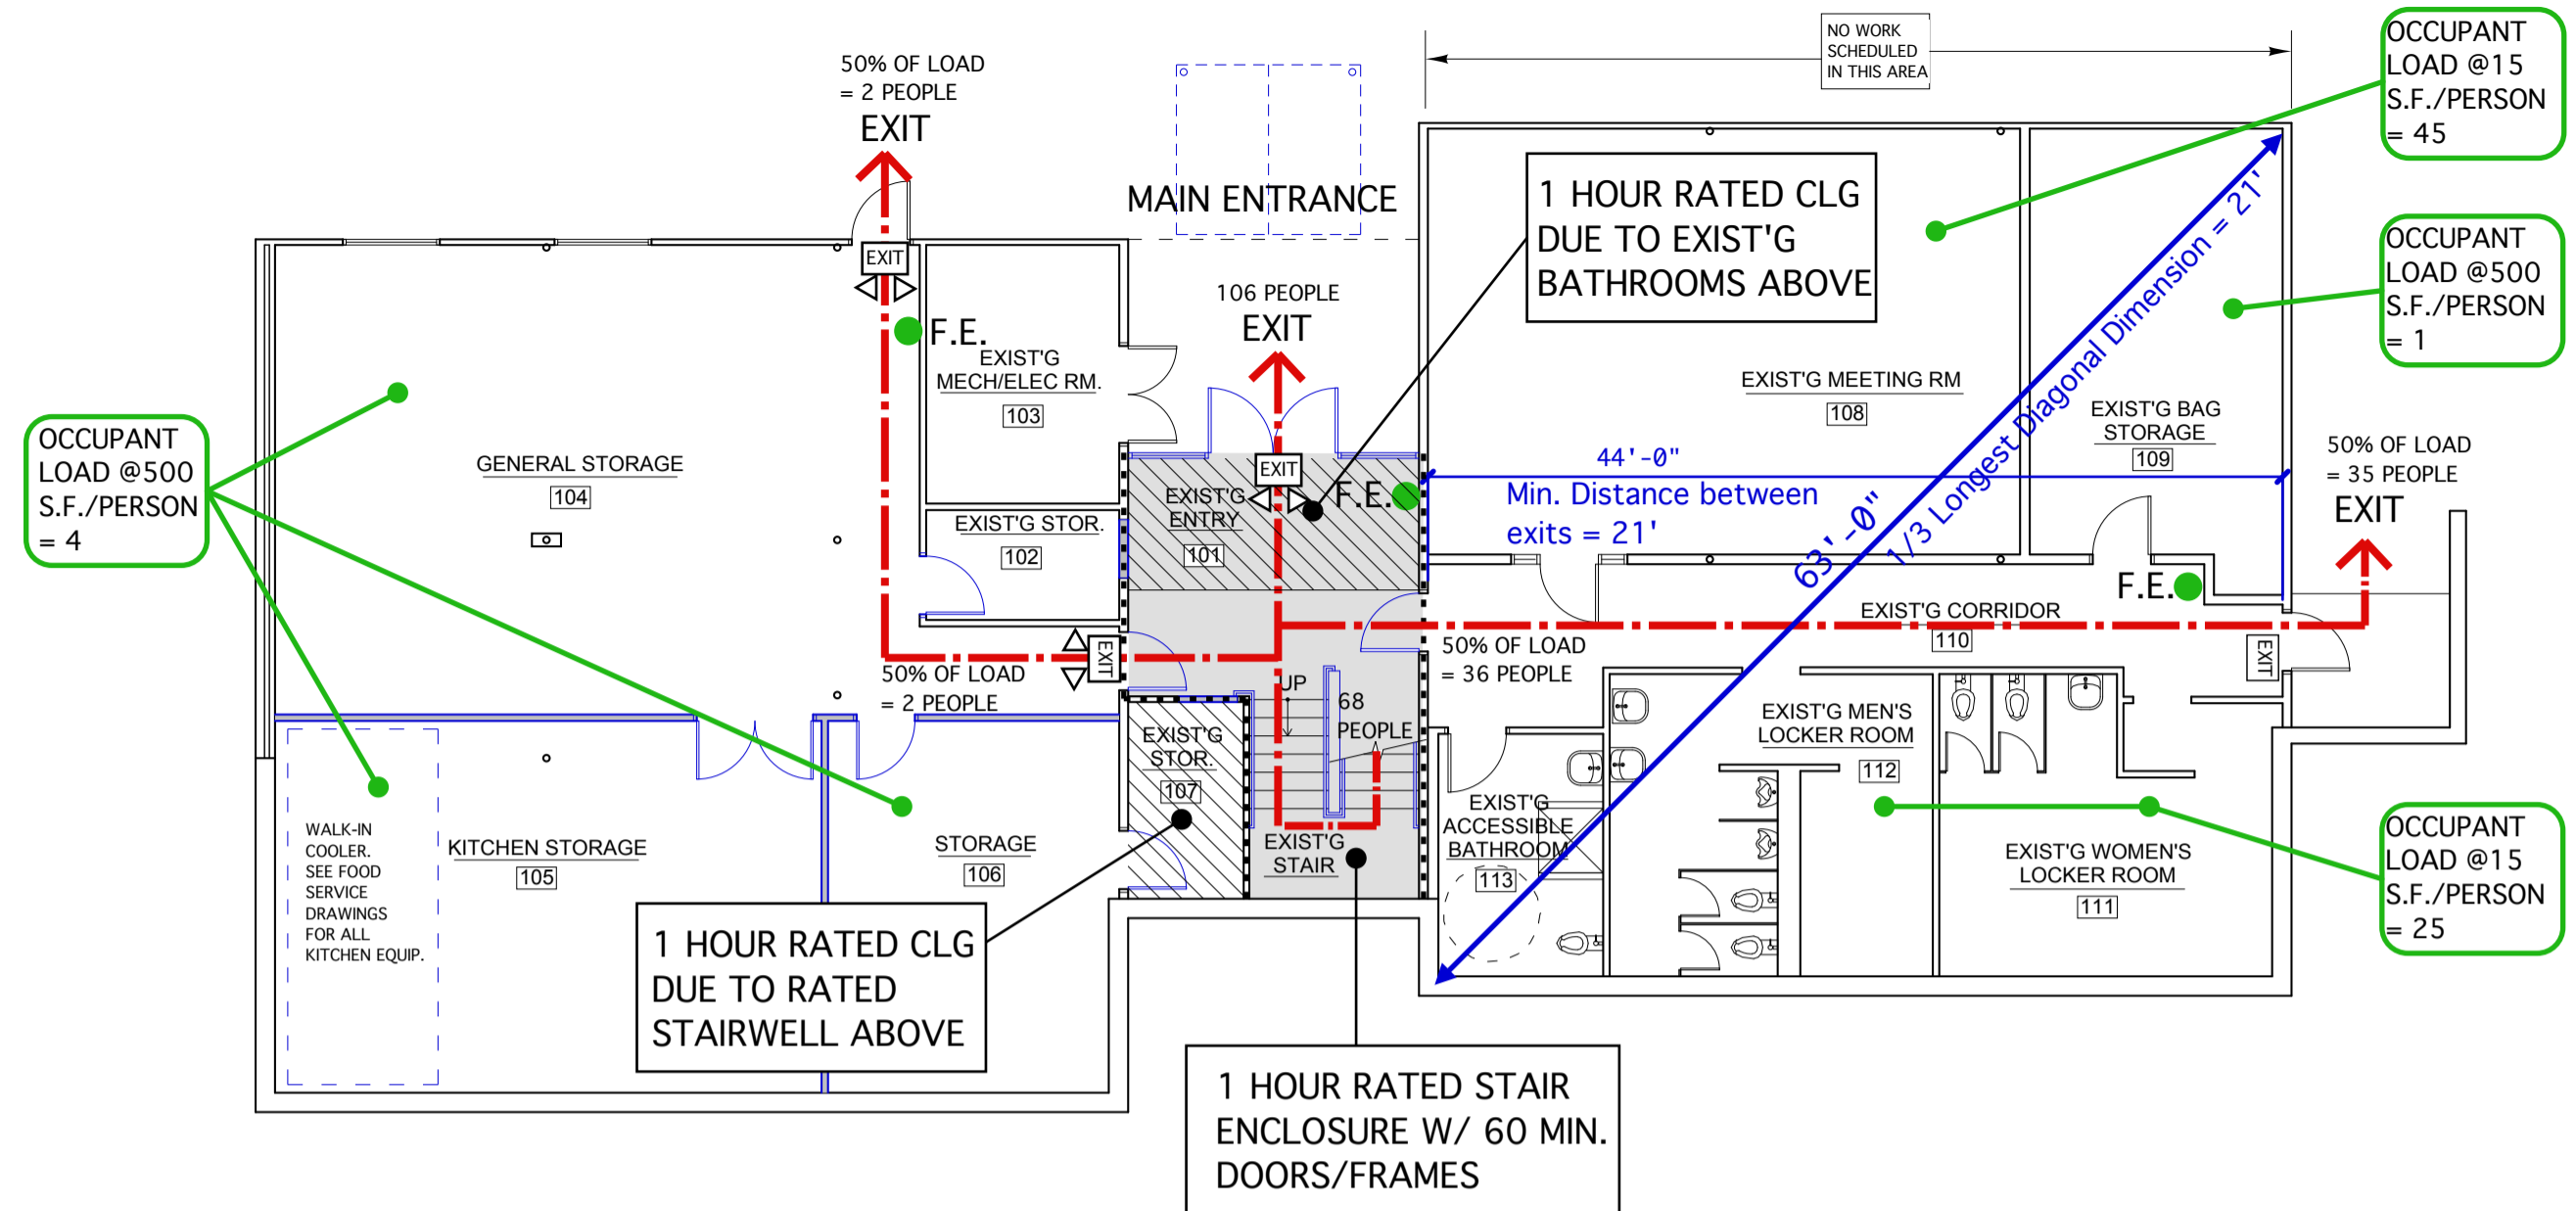 NO WORK
SCHEDULED
IN THIS AREA
OCCUPANT
LOAD @15
S.F./PERSON
= 45
50% OF LOAD
= 2 PEOPLE
EXIT
MAIN ENTRANCE
1 HOUR RATED CLG
DUE TO EXIST'G
BATHROOMS ABOVE
OCCUPANT
LOAD @500
S.F./PERSON
= 1
EXIT
F.E.
EXIST'G
MECH/ELEC RM.
103
106 PEOPLE
EXIT
EXIST'G MEETING RM
108
1/3 Longest Diagonal Dimension = 21'
63'-0"
EXIST'G BAG
STORAGE
109
OCCUPANT
LOAD @500
S.F./PERSON
= 4
GENERAL STORAGE
104
EXIT
EXIST'G
ENTRY
101
F.E.
44'-0"
Min. Distance between
exits = 21'
50% OF LOAD
= 35 PEOPLE
EXIT
EXIST'G STOR.
102
F.E.
EXIST'G CORRIDOR
110
EXIT
EXIT
50% OF LOAD
= 2 PEOPLE
50% OF LOAD
= 36 PEOPLE
UP
68
PEOPLE
EXIST'G
STOR.
107
EXIST'G MEN'S
LOCKER ROOM
112
WALK-IN
COOLER.
SEE FOOD
SERVICE
DRAWINGS
FOR ALL
KITCHEN EQUIP.
KITCHEN STORAGE
105
STORAGE
106
EXIST'G
STAIR
EXIST'G
ACCESSIBLE
BATHROOM
113
EXIST'G WOMEN'S
LOCKER ROOM
111
OCCUPANT
LOAD @15
S.F./PERSON
= 25
1 HOUR RATED CLG
DUE TO RATED
STAIRWELL ABOVE
1 HOUR RATED STAIR
ENCLOSURE W/ 60 MIN.
DOORS/FRAMES